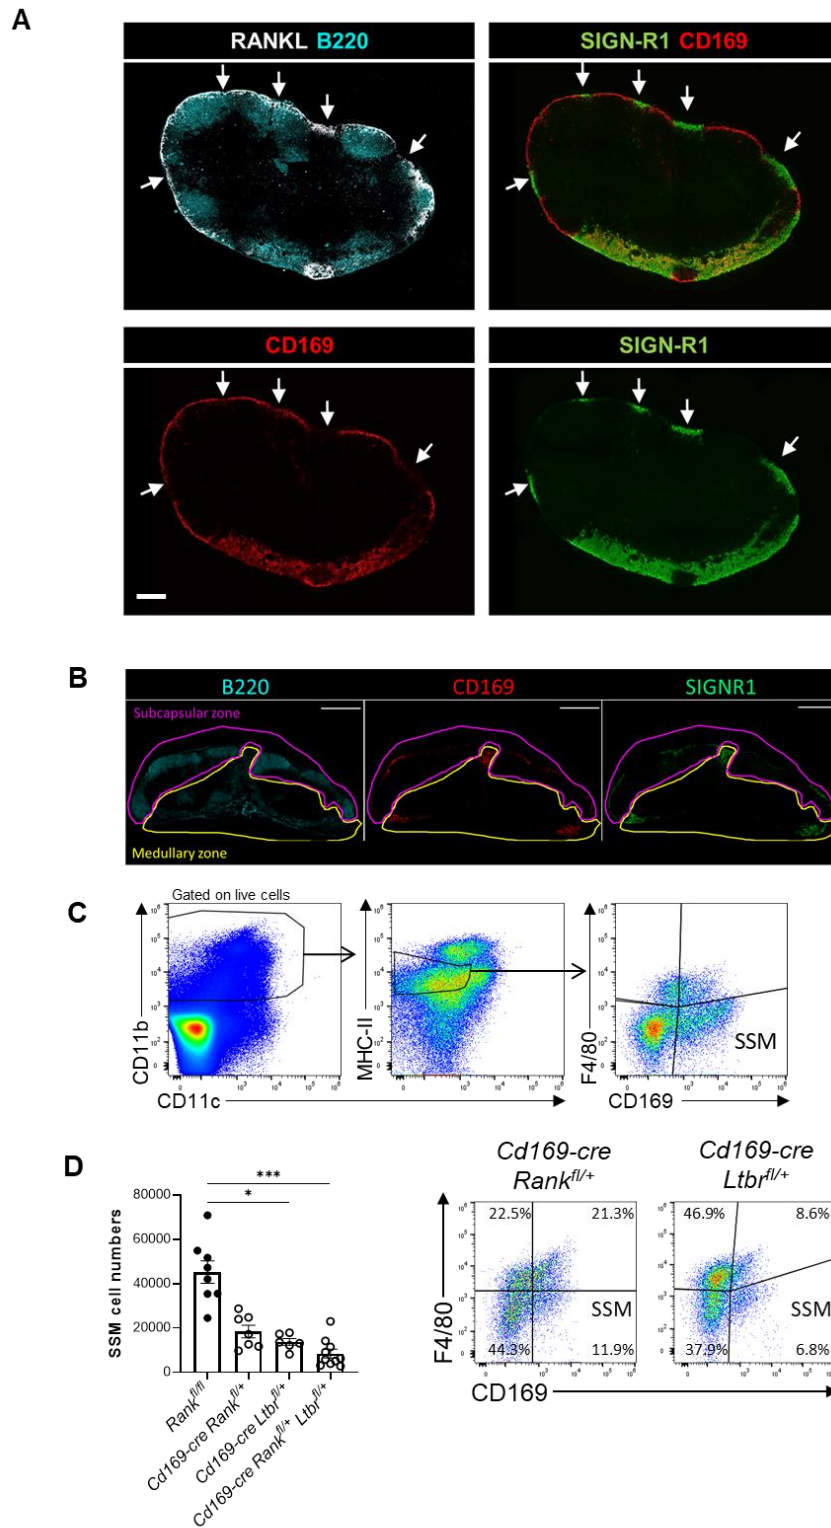 A
RANKL B220
SIGN-R1 CD169
CD169
SIGN-R1
B
B220
CD169
SIGNR1
Subcapsular zone
Medullary zone
C
Gated on live cells
CD11b
CD11c
MHC-II
F4/80
CD169
SSM
D
SSM cell numbers
80000
60000
40000
20000
0
***
*
Rank fl/fl
Cd169-cre Rank fl/+
Cd169-cre Ltbr fl/+
Cd169-cre Rank fl/+ Ltbr fl/+
Cd169-cre
Rank fl/+
Cd169-cre
Ltbr fl/+
22.5% 21.3%
SSM
44.3% 11.9%
46.9% 8.6%
SSM
37.9% 6.8%
F4/80
CD169